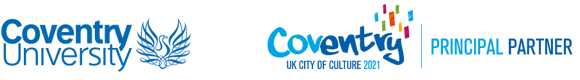 Coventry
University
Coventry
UK CITY OF CULTURE 2021
PRINCIPAL PARTNER